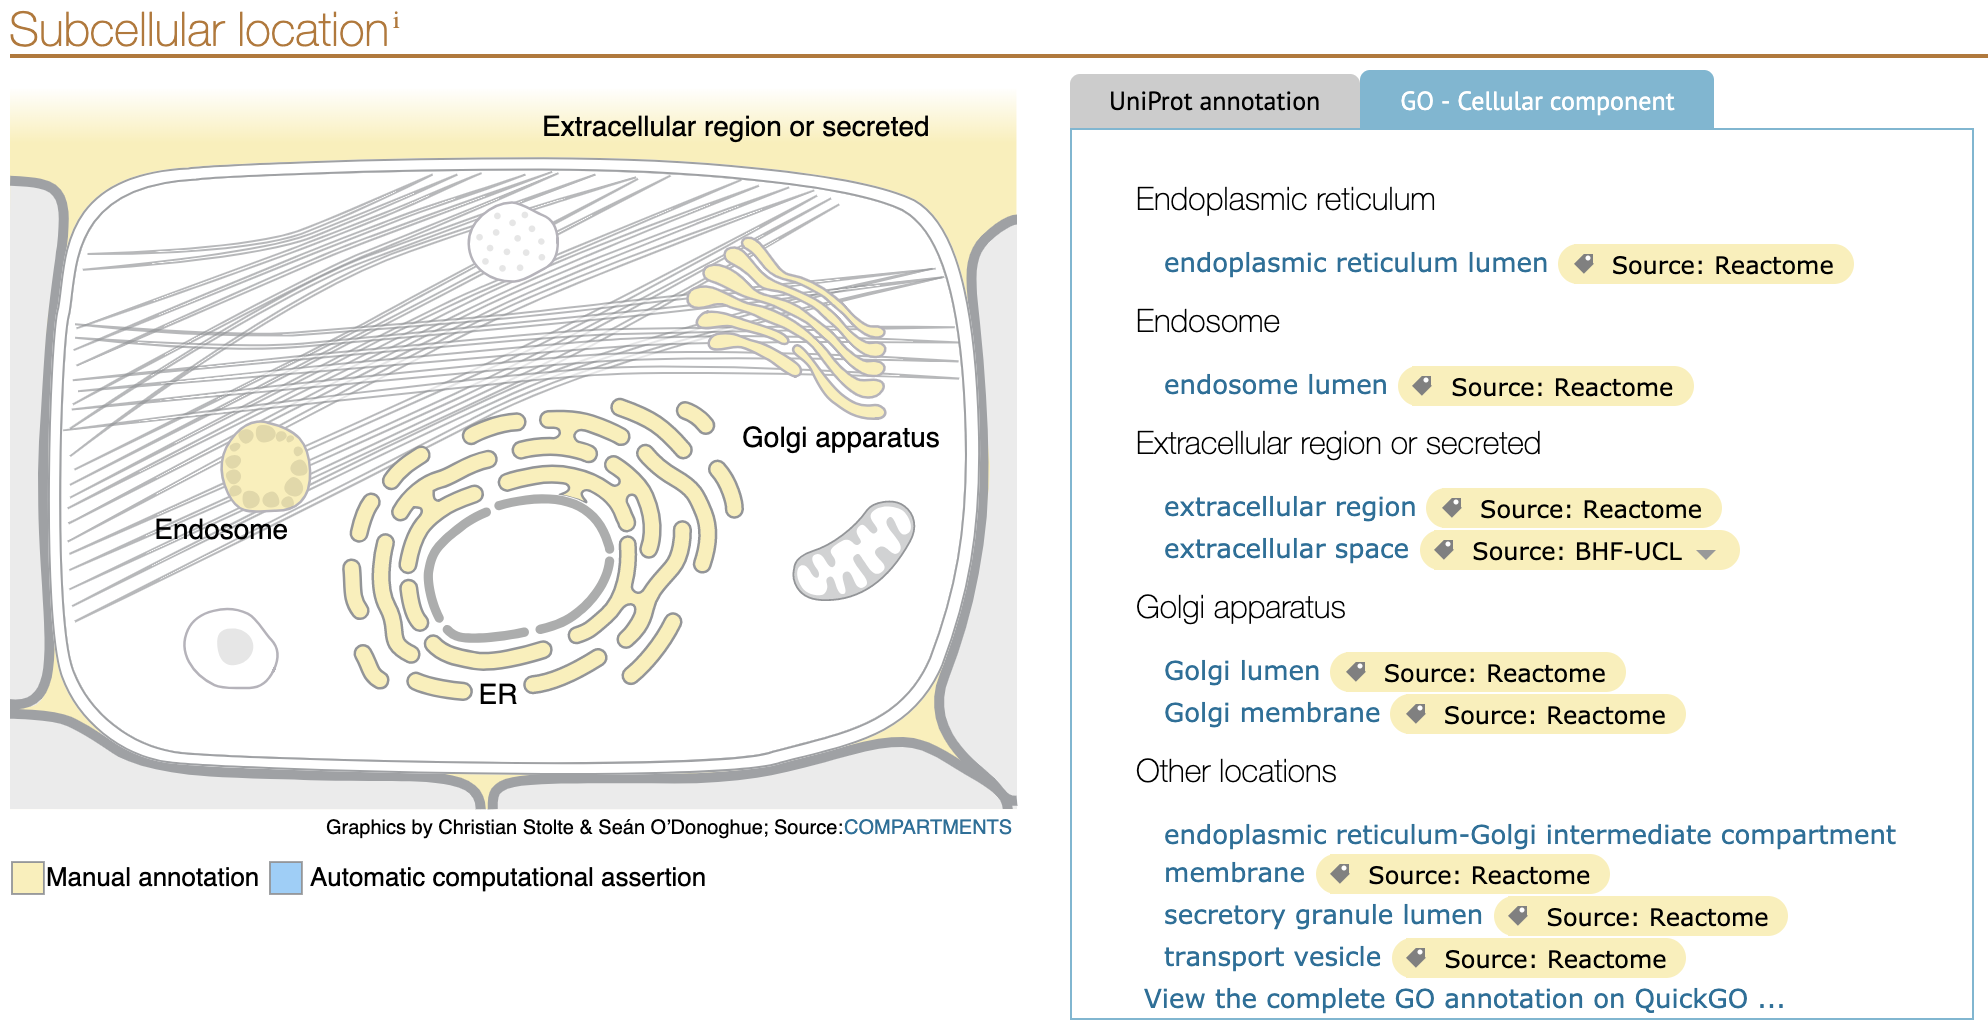 Subcellular location i
Extracellular region or secreted
Golgi apparatus
Endosome
ER
Graphics by Christian Stolte & Seán O’Donoghue; Source:COMPARTMENTS
Manual annotation Automatic computational assertion
UniProt annotation GO - Cellular component
Endoplasmic reticulum
endoplasmic reticulum lumen Source: Reactome
Endosome
endosome lumen Source: Reactome
Extracellular region or secreted
extracellular region Source: Reactome
extracellular space Source: BHF-UCL
Golgi apparatus
Golgi lumen Source: Reactome
Golgi membrane Source: Reactome
Other locations
endoplasmic reticulum-Golgi intermediate compartment
membrane Source: Reactome
secretory granule lumen Source: Reactome
transport vesicle Source: Reactome
View the complete GO annotation on QuickGO ...